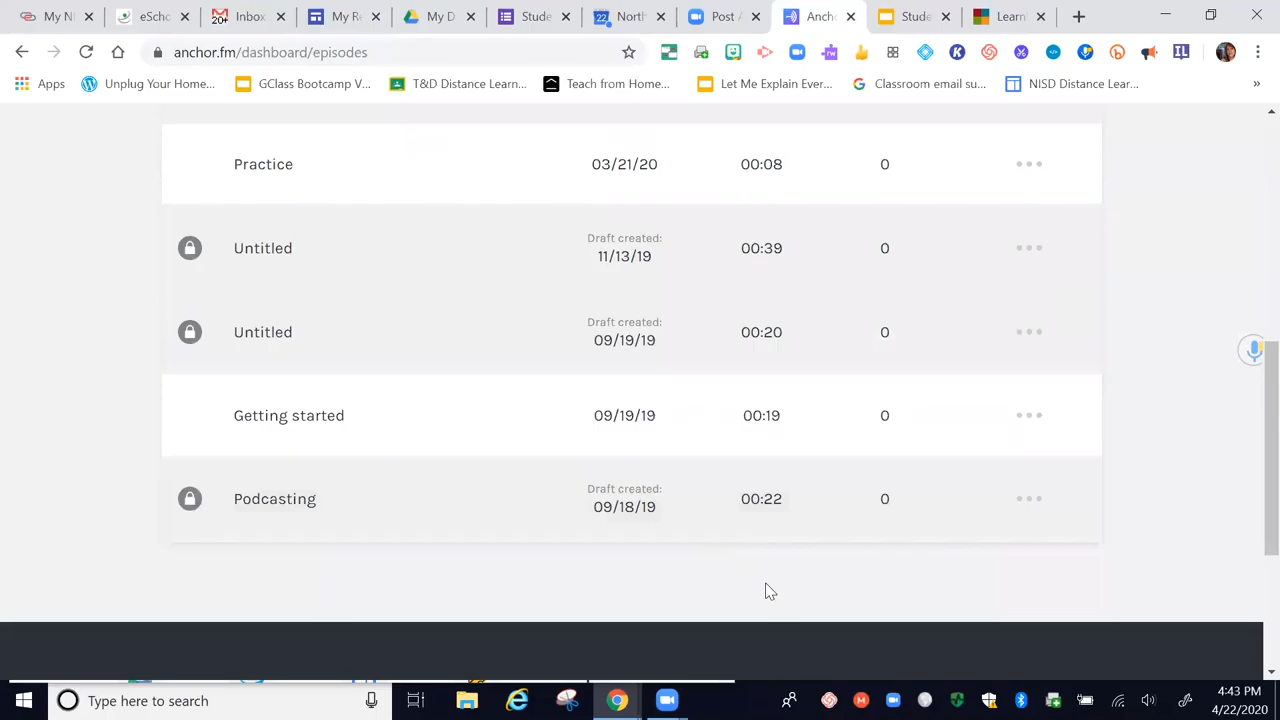 My N
eScho
20+ Inbox
My Re
My D
Stude
22 North
Post A
Ancho
Stude
Learn
anchor.fm/dashboard/episodes
Apps
Unplug Your Home...
GClass Bootcamp V...
T&D Distance Learn...
Teach from Home...
Let Me Explain Ever...
Classroom email su...
NISD Distance Lear...
»
Practice 03/21/20 00:08 0
Draft created:
Untitled 11/13/19 00:39 0
Draft created:
Untitled 09/19/19 00:20 0
Getting started 09/19/19 00:19 0
Draft created:
Podcasting 09/18/19 00:22 0
Type here to search
4:43 PM
4/22/2020